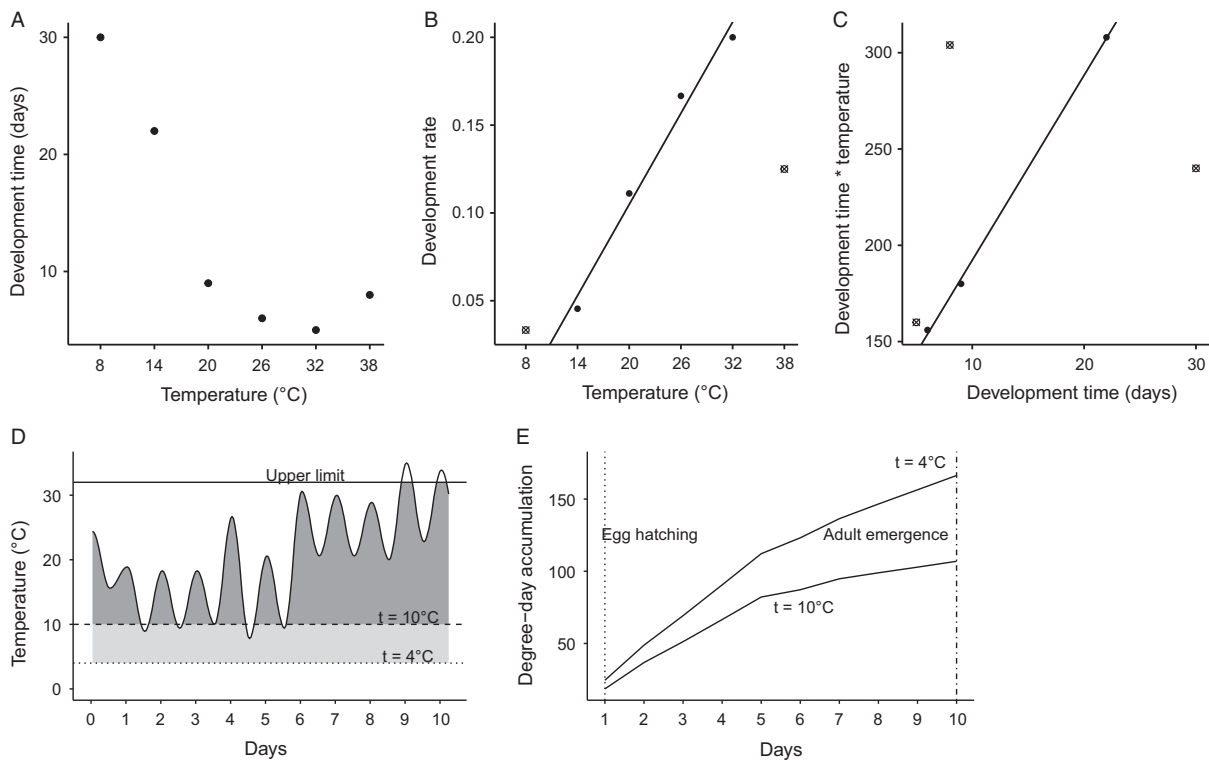 A
30
20
10
8 14 20 26 32 38
Temperature (°C)
Development time (days)
B
0.20
0.15
0.10
0.05
8 14 20 26 32 38
Temperature (°C)
Development rate
C
300
250
200
150
10 20 30
Development time (days)
Development time * temperature
D
Upper limit
30
20
10
0
t = 10°C
t = 4°C
0 1 2 3 4 5 6 7 8 9 10
Days
Temperature (°C)
E
t = 4°C
150
100
50
Egg hatching
Adult emergence
t = 10°C
1 2 3 4 5 6 7 8 9 10
Days
Degree−day accumulation